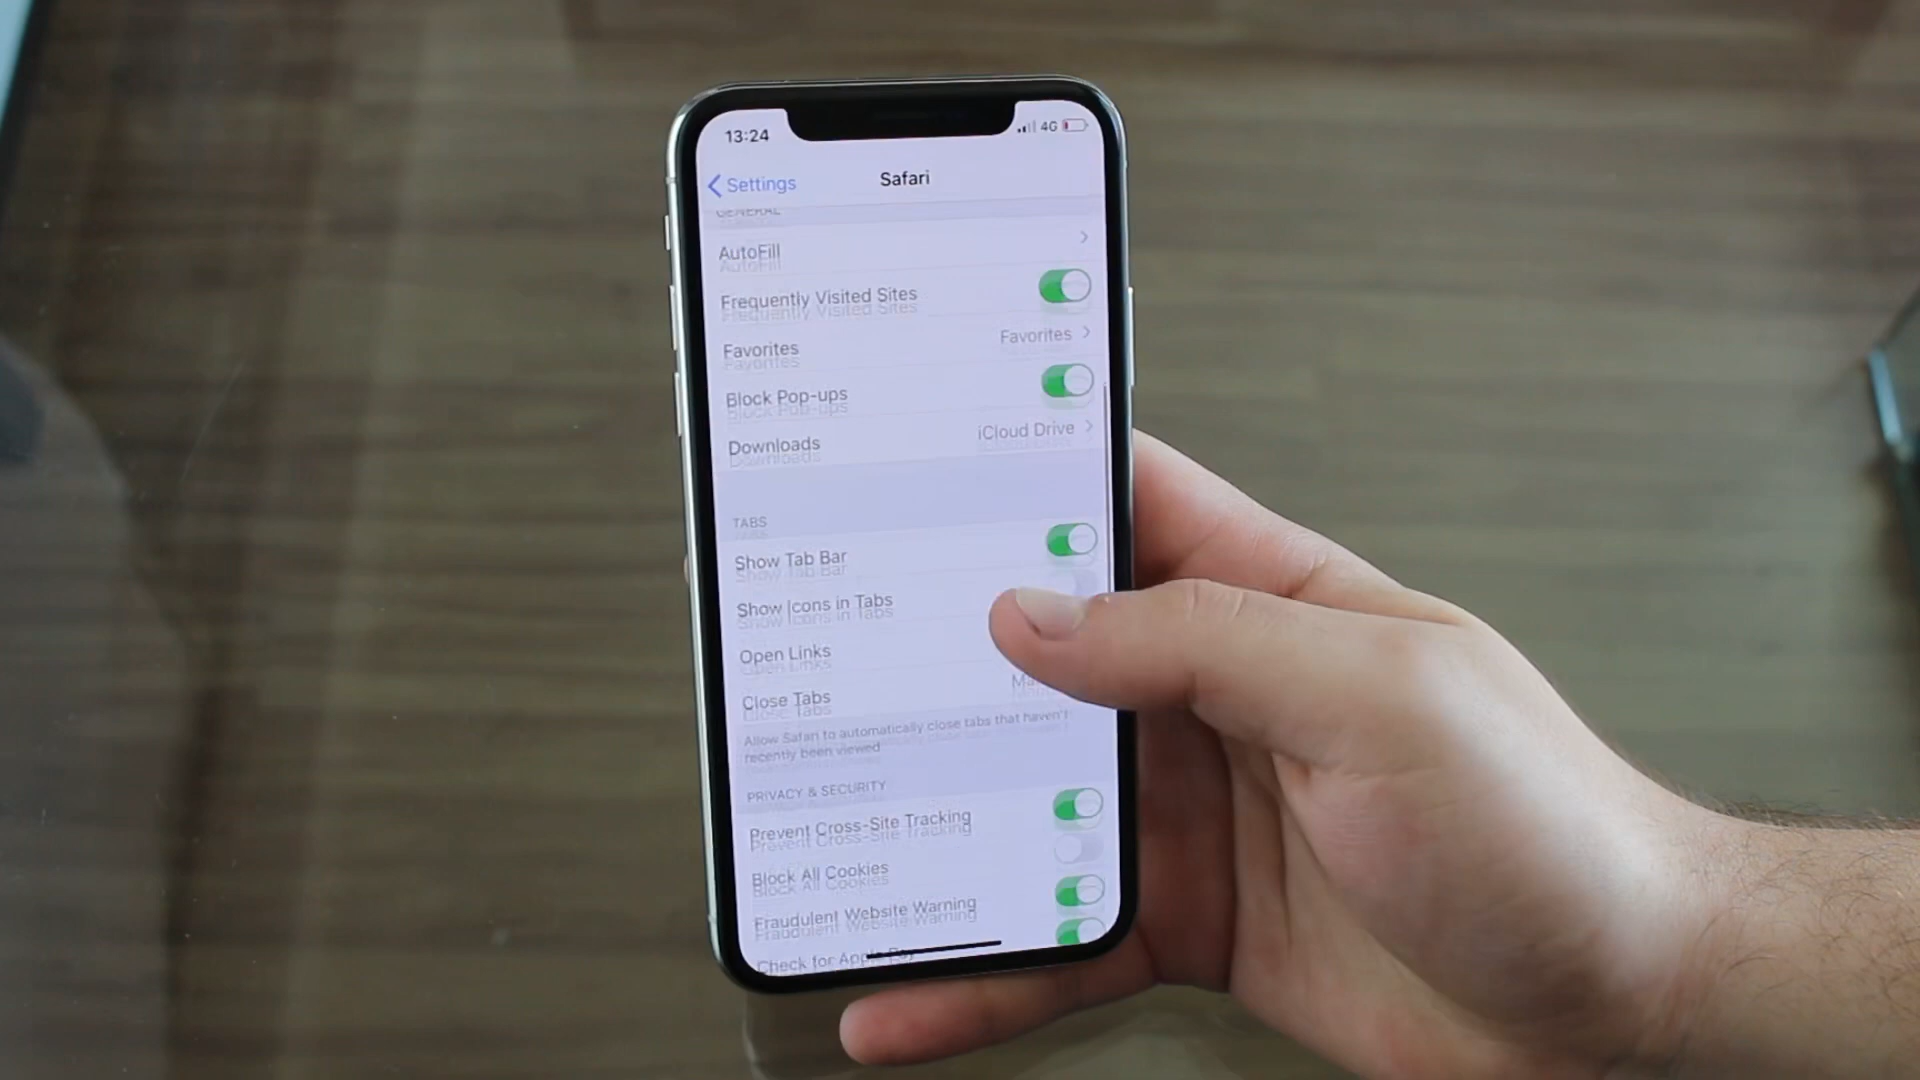 13:24
4G
Settings
Safari
GENERAL
AutoFill
Frequently Visited Sites
Favorites
Favorites
Block Pop-ups
Downloads
iCloud Drive
TABS
Show Tab Bar
Show Icons in Tabs
Open Links
Close Tabs
Allow Safari to automatically close tabs that haven't
recently been viewed
PRIVACY & SECURITY
Prevent Cross-Site Tracking
Block All Cookies
Fraudulent Website Warning
Check for Apple Pay